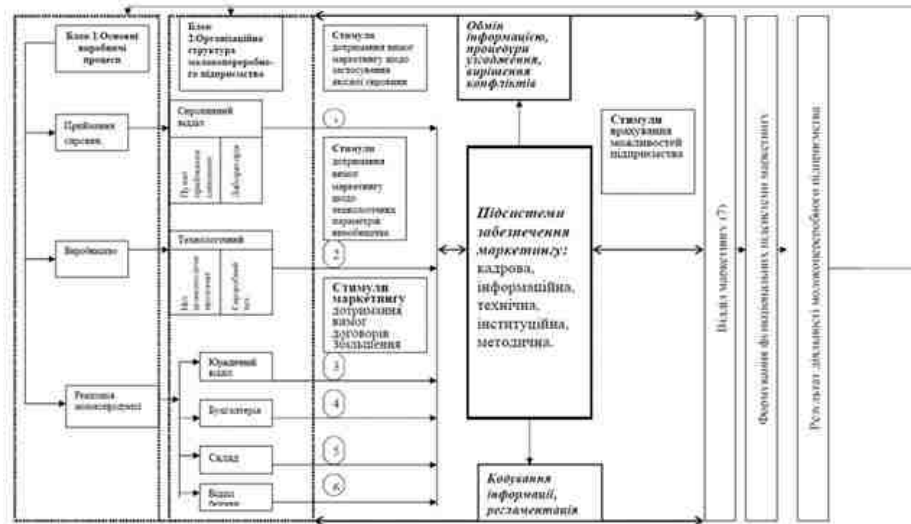 Блок 1:Основні
виробничі
процеси
Блок
2:Організаційна
структура
молокопереробно-
го підприємства
Стимули
дотримання вимог
маркетингу щодо
застосування
якісної сировини
Обмін
інформацією,
процедури
узгодження,
вирішення
конфліктів
Приймання
сировини,
Сировинний
відділ
Лабораторія
1
Стимули
дотримання
вимог
маркетингу
щодо
технологічних
параметрів
виробництва
Стимули
врахування
можливостей
підприємства
Виробництво
Технологічний
2
Стимули
маркетингу
дотримання
вимог
договорів
Підсистеми
забезпечення
маркетингу:
кадрова,
інформаційна,
технічна,
інституційна,
методична.
Реалізація
молокопродукції
Юридичний
відділ
3
Бухгалтерія
4
Склад
5
Відділ
6
Кодування
інформації,
регламентація
Відділ маркетингу (7)
Формування функціональних підсистеми маркетингу
Результат діяльності молокопереробного підприємства